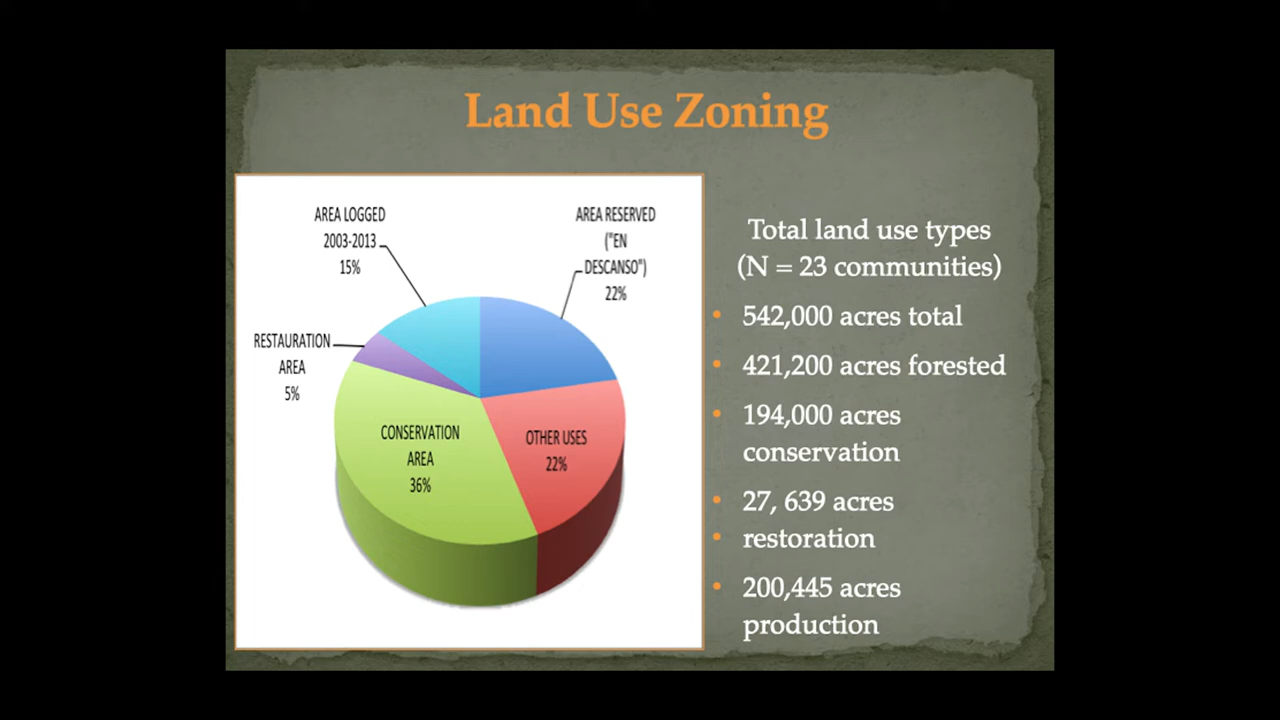 Land Use Zoning
AREA LOGGED
2003-2013
15%
AREA RESERVED
("EN
DESCANSO")
22%
RESTAURATION
AREA
5%
CONSERVATION
AREA
36%
OTHER USES
22%
Total land use types
(N = 23 communities)
• 542,000 acres total
• 421,200 acres forested
• 194,000 acres
conservation
• 27, 639 acres
• restoration
• 200,445 acres
production